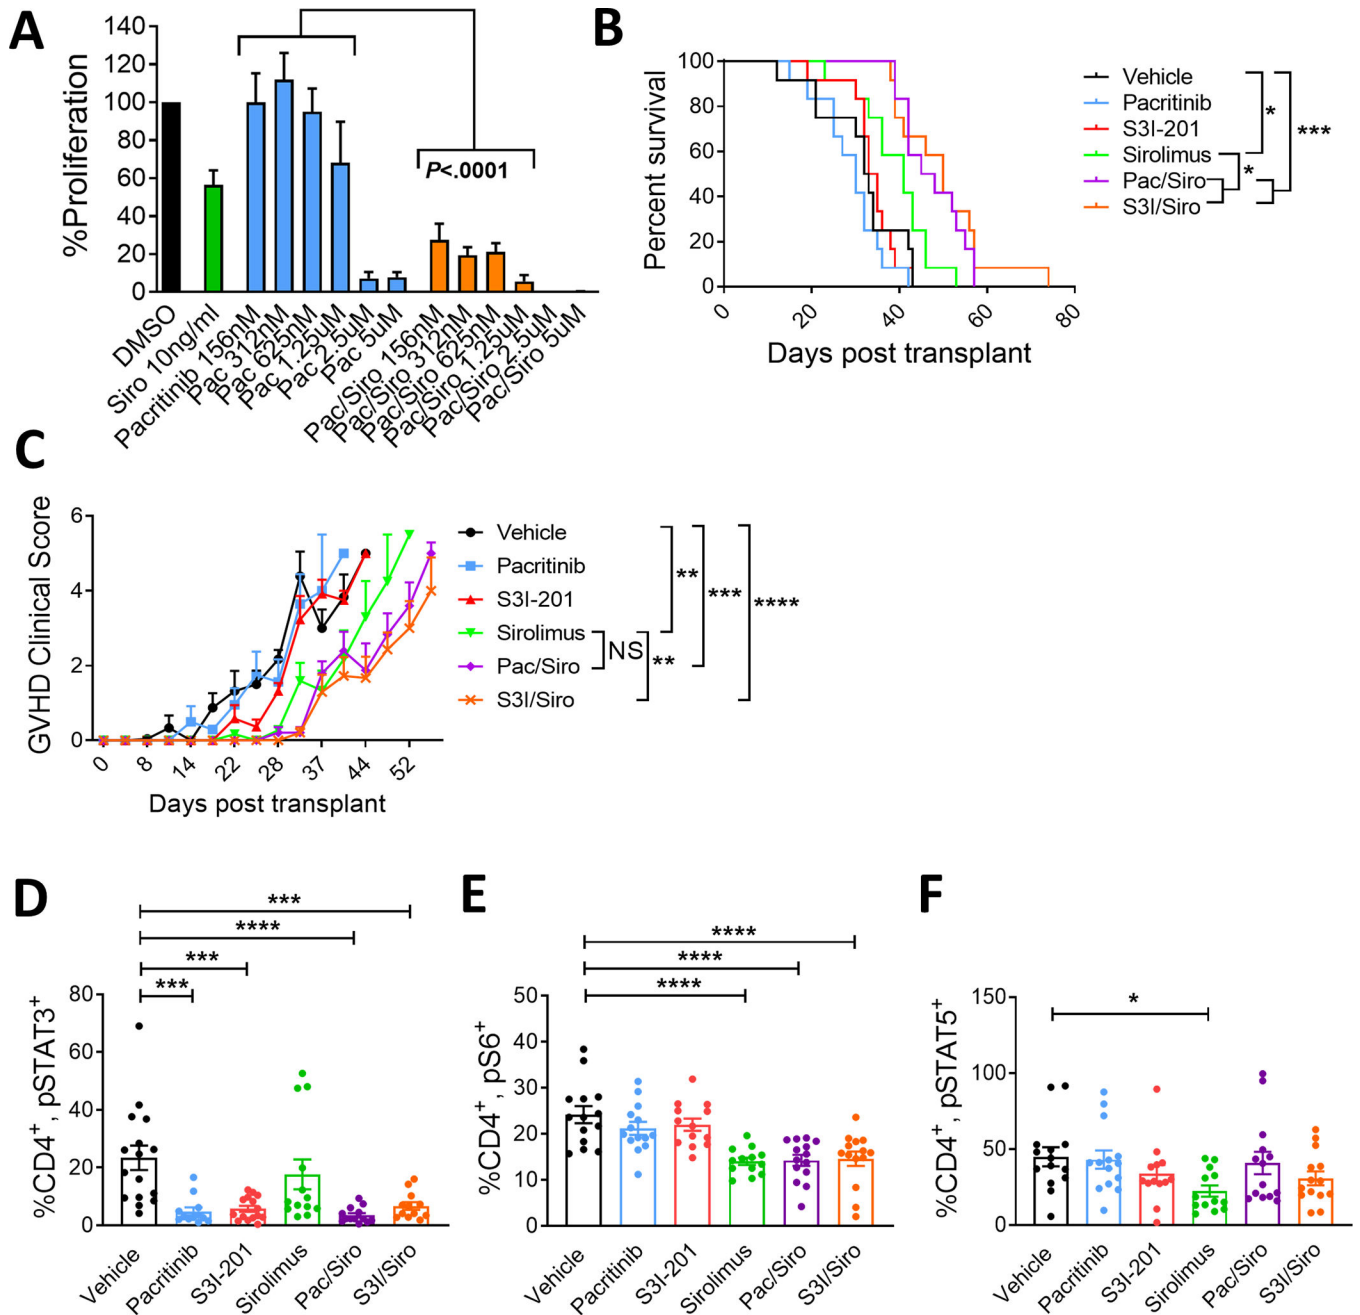 A
%Proliferation
140
120
100
80
60
40
20
0
P<.0001
DMSO
Siro 10ng/ml
Pacritinib 156nM
Pac 312nM
Pac 625nM
Pac 1.25uM
Pac 2.5uM
Pac 5uM
Pac/Siro 156nM
Pac/Siro 312nM
Pac/Siro 625nM
Pac/Siro 1.25uM
Pac/Siro 2.5uM
Pac/Siro 5uM
B
Percent survival
100
80
60
40
20
0
0
20
40
60
80
Days post transplant
Vehicle
Pacritinib
S3I-201
Sirolimus
Pac/Siro
S3I/Siro
*
*
***
C
GVHD Clinical Score
6
4
2
0
0
8
14
22
28
37
44
52
Days post transplant
Vehicle
Pacritinib
S3I-201
Sirolimus
Pac/Siro
S3I/Siro
NS
**
**
***
****
D
***
****
***
***
%CD4+, pSTAT3+
80
60
40
20
0
Vehicle
Pacritinib
S3I-201
Sirolimus
Pac/Siro
S3I/Siro
E
****
****
****
%CD4+, pS6+
50
40
30
20
10
0
Vehicle
Pacritinib
S3I-201
Sirolimus
Pac/Siro
S3I/Siro
F
*
%CD4+, pSTAT5+
150
100
50
0
Vehicle
Pacritinib
S3I-201
Sirolimus
Pac/Siro
S3I/Siro